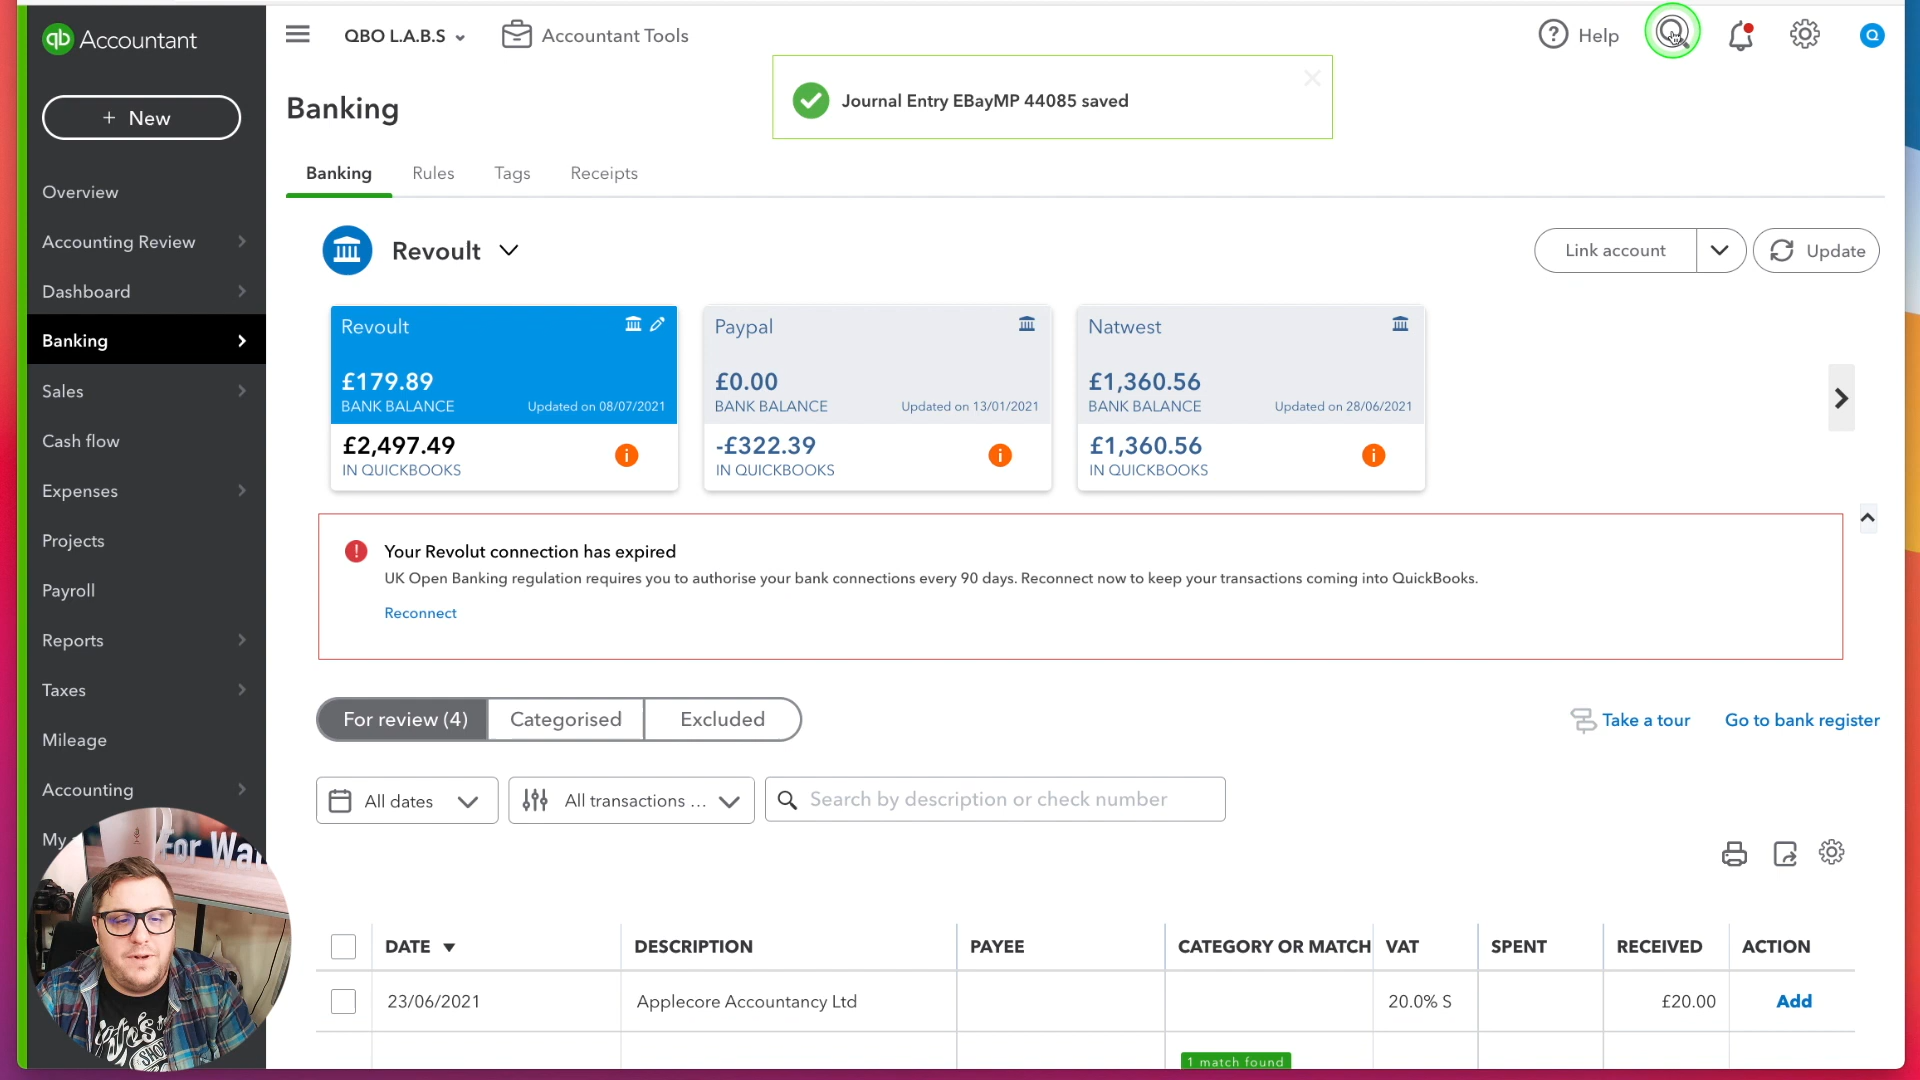 qb Accountant
QBO L.A.B.S
Accountant Tools
? Help
Q
Journal Entry EBayMP 44085 saved
+ New
Banking
Banking
Rules
Tags
Receipts
Overview
Accounting Review
Dashboard
Banking
Sales
Cash flow
Expenses
Projects
Payroll
Reports
Taxes
Mileage
Accounting
My
Revoult
Link account
Update
Revoult
£179.89
BANK BALANCE
Updated on 08/07/2021
£2,497.49
IN QUICKBOOKS
Paypal
£0.00
BANK BALANCE
Updated on 13/01/2021
-£322.39
IN QUICKBOOKS
Natwest
£1,360.56
BANK BALANCE
Updated on 28/06/2021
£1,360.56
IN QUICKBOOKS
Your Revolut connection has expired
UK Open Banking regulation requires you to authorise your bank connections every 90 days. Reconnect now to keep your transactions coming into QuickBooks.
Reconnect
For review (4)
Categorised
Excluded
Take a tour
Go to bank register
All dates
All transactions ...
Search by description or check number
DATE
DESCRIPTION
PAYEE
CATEGORY OR MATCH
VAT
SPENT
RECEIVED
ACTION
23/06/2021
Applecore Accountancy Ltd
20.0% S
£20.00
Add
1 match found